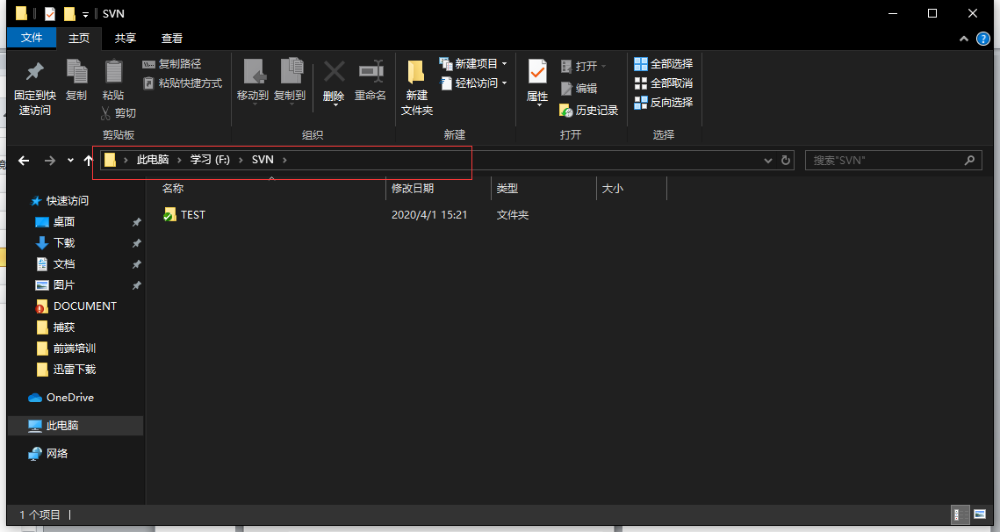 SVN
文件 主页 共享 查看
固定到快速访问 复制 粘贴 复制路径 粘贴快捷方式 剪切
移动到 复制到 删除 重命名
新建文件夹 新建项目 轻松访问
属性 打开 编辑 历史记录
全部选择 全部取消 反向选择
剪贴板 组织 新建 打开 选择
此电脑 学习 (F:) SVN 搜索"SVN"
名称 修改日期 类型 大小
TEST 2020/4/1 15:21 文件夹
快速访问
桌面
下载
文档
图片
DOCUMENT
捕获
前端培训
迅雷下载
OneDrive
此电脑
网络
1 个项目